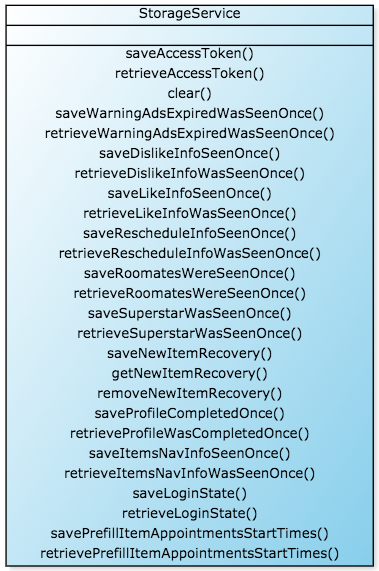 StorageService
saveAccessToken()
retrieveAccessToken()
clear()
saveWarningAdsExpiredWasSeenOnce()
retrieveWarningAdsExpiredWasSeenOnce()
saveDislikeInfoSeenOnce()
retrieveDislikeInfoWasSeenOnce()
saveLikeInfoSeenOnce()
retrieveLikeInfoWasSeenOnce()
saveRescheduleInfoSeenOnce()
retrieveRescheduleInfoWasSeenOnce()
saveRoomatesWereSeenOnce()
retrieveRoomatesWereSeenOnce()
saveSuperstarWasSeenOnce()
retrieveSuperstarWasSeenOnce()
saveNewItemRecovery()
getNewItemRecovery()
removeNewItemRecovery()
saveProfileCompletedOnce()
retrieveProfileWasCompletedOnce()
saveItemsNavInfoSeenOnce()
retrieveItemsNavInfoWasSeenOnce()
saveLoginState()
retrieveLoginState()
savePrefillItemAppointmentsStartTimes()
retrievePrefillItemAppointmentsStartTimes()